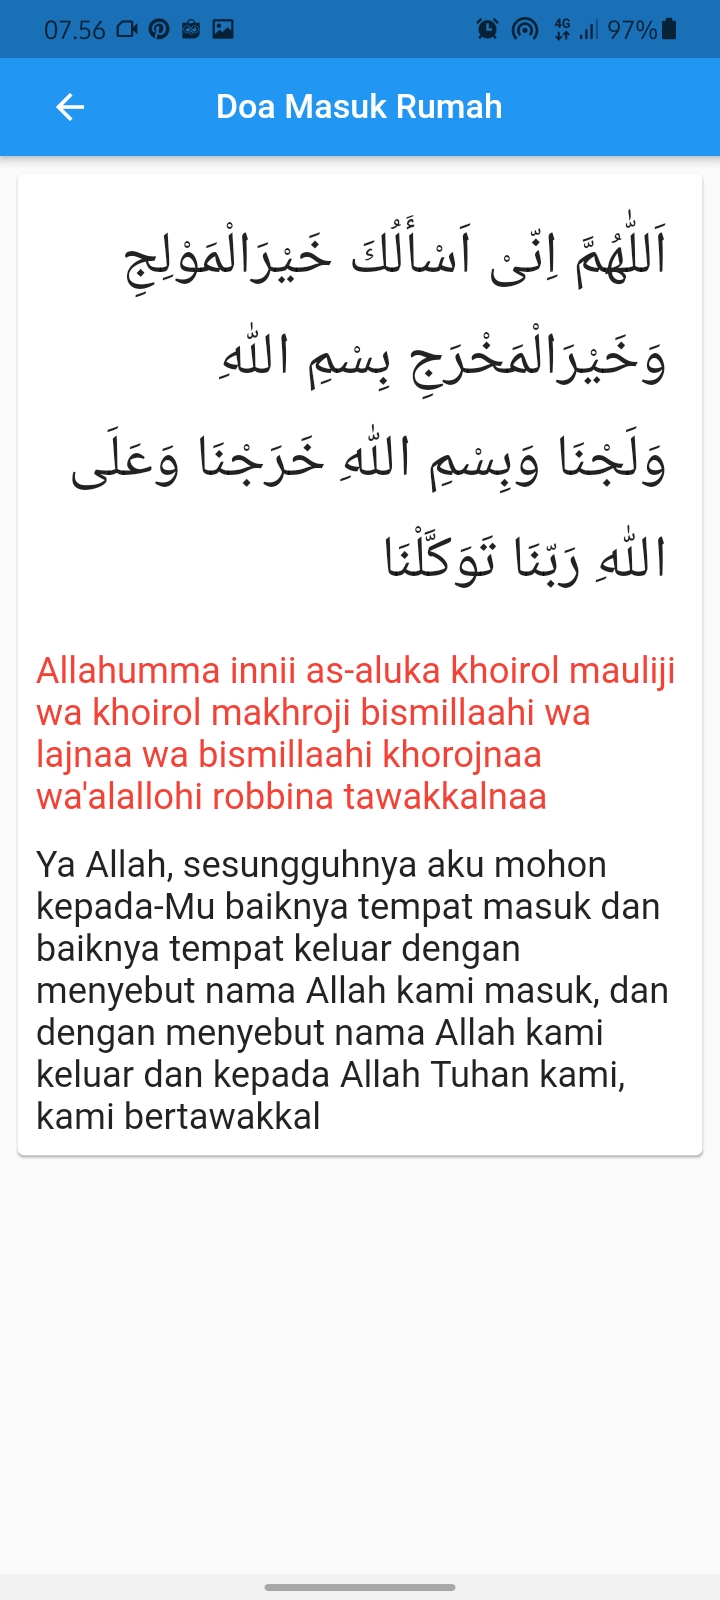 07.56 4G 97%
Doa Masuk Rumah
اَللّٰهُمَّ اِنّىْ اَسْأَلُكَ خَيْرَالْمَوْلِجِ
وَخَيْرَالْمَخْرَجِ بِسْمِ اللّٰهِ
وَلَجْنَا وَبِسْمِ اللّٰهِ خَرَجْنَا وَعَلَى
اللّٰهِ رَبّنَا تَوَكَّلْنَا
Allahumma innii as-aluka khoirol mauliji
wa khoirol makhroji bismillaahi wa
lajnaa wa bismillaahi khorojnaa
wa'alallohi robbina tawakkalnaa
Ya Allah, sesungguhnya aku mohon
kepada-Mu baiknya tempat masuk dan
baiknya tempat keluar dengan
menyebut nama Allah kami masuk, dan
dengan menyebut nama Allah kami
keluar dan kepada Allah Tuhan kami,
kami bertawakkal